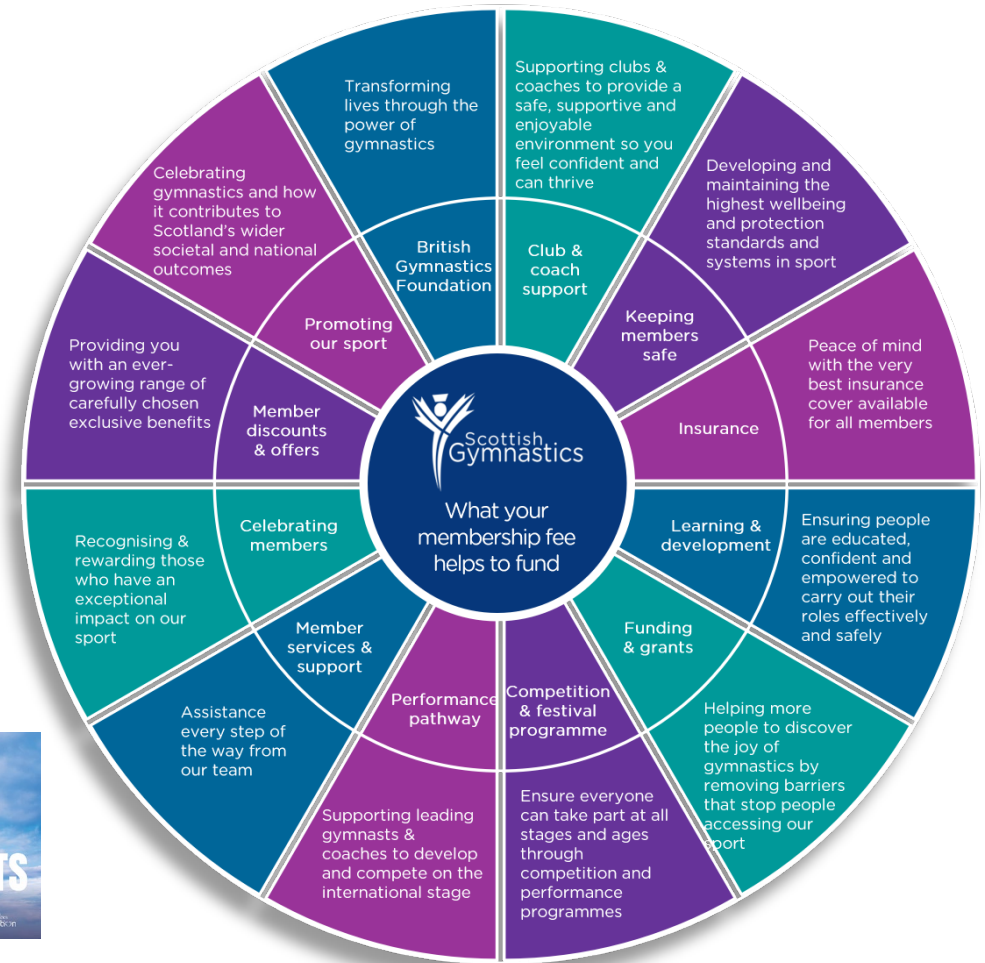 Scottish
Gymnastics
What your
membership fee
helps to fund
Supporting clubs &
coaches to provide a
safe, supportive and
enjoyable
environment so you
feel confident and
can thrive
Club &
coach
support
Developing and
maintaining the
highest wellbeing
and protection
standards and
systems in sport
Keeping
members
safe
Peace of mind
with the very
best insurance
cover available
for all members
Insurance
Ensuring people
are educated,
confident and
empowered to
carry out their
roles effectively
and safely
Learning &
development
Helping more
people to discover
the joy of
gymnastics by
removing barriers
that stop people
accessing our
sport
Funding
& grants
Ensure everyone
can take part at all
stages and ages
through
competition and
performance
programmes
Competition
& festival
programme
Supporting leading
gymnasts &
coaches to develop
and compete on the
international stage
Performance
pathway
Assistance
every step of
the way from
our team
Member
services &
support
Recognising &
rewarding those
who have an
exceptional
impact on our
sport
Celebrating
members
Providing you
with an ever-
growing range of
carefully chosen
exclusive benefits
Member
discounts
& offers
Celebrating
gymnastics and how
it contributes to
Scotland's wider
societal and national
outcomes
Promoting
our sport
Transforming
lives through the
power of
gymnastics
British
Gymnastics
Foundation
TS